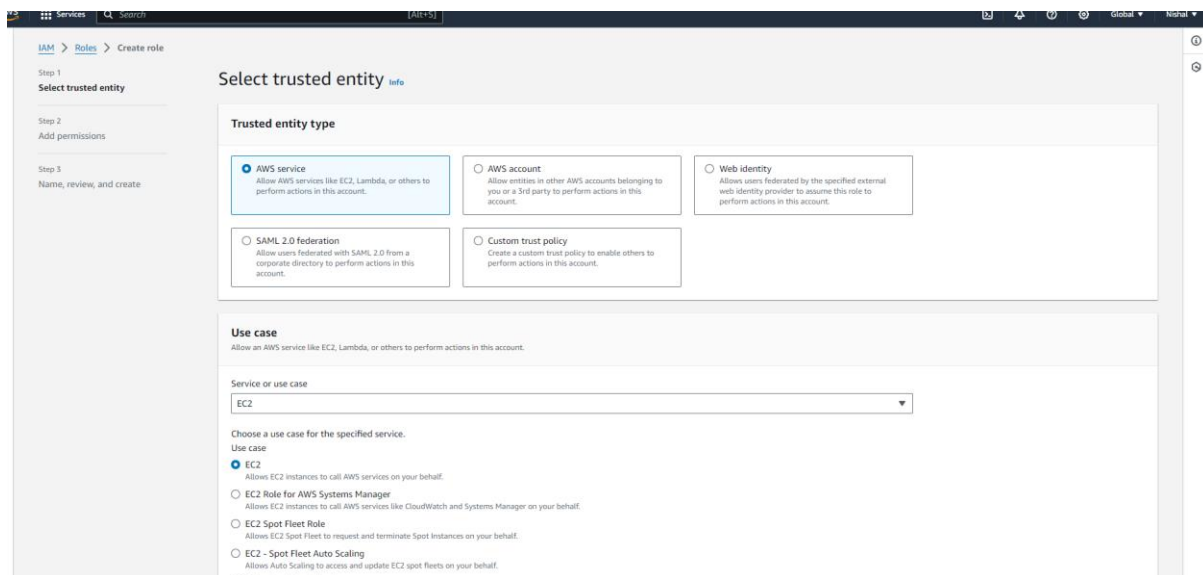 Services
Search
[Alt+S]
Global
Nishal
IAM > Roles > Create role
Step 1
Select trusted entity
Step 2
Add permissions
Step 3
Name, review, and create
Select trusted entity Info
Trusted entity type
AWS service
Allow AWS services like EC2, Lambda, or others to
perform actions in this account.
AWS account
Allow entities in other AWS accounts belonging to
you or a 3rd party to perform actions in this
account.
Web identity
Allows users federated by the specified external
web identity provider to assume this role to
perform actions in this account.
SAML 2.0 federation
Allow users federated with SAML 2.0 from a
corporate directory to perform actions in this
account.
Custom trust policy
Create a custom trust policy to enable others to
perform actions in this account.
Use case
Allow an AWS service like EC2, Lambda, or others to perform actions in this account.
Service or use case
EC2
Choose a use case for the specified service.
Use case
EC2
Allows EC2 instances to call AWS services on your behalf.
EC2 Role for AWS Systems Manager
Allows EC2 instances to call AWS services like CloudWatch and Systems Manager on your behalf.
EC2 Spot Fleet Role
Allows EC2 Spot Fleet to request and terminate Spot Instances on your behalf.
EC2 - Spot Fleet Auto Scaling
Allows Auto Scaling to access and update EC2 spot fleets on your behalf.